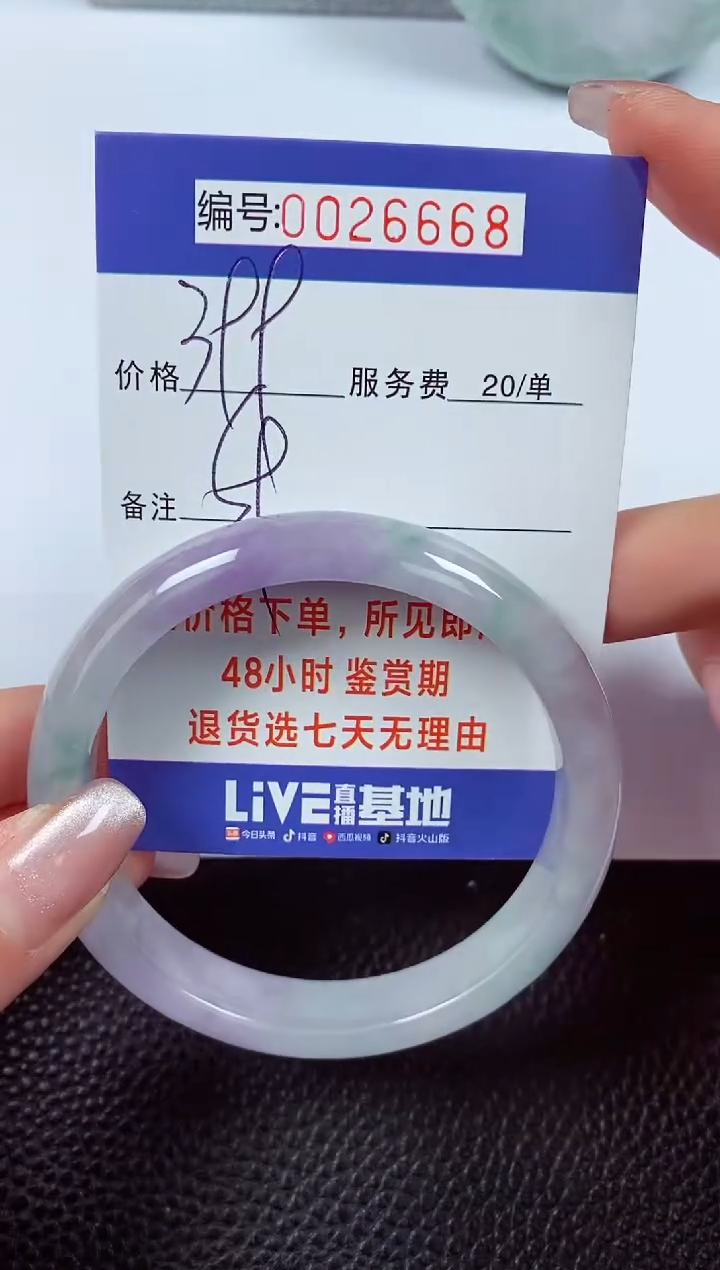 编号:0026668
价格 399 服务费 20/单
备注
价格下单，所见即
48小时 鉴赏期
退货选七天无理由
LiVE直播基地
今日头条 抖音 西瓜视频 抖音火山版